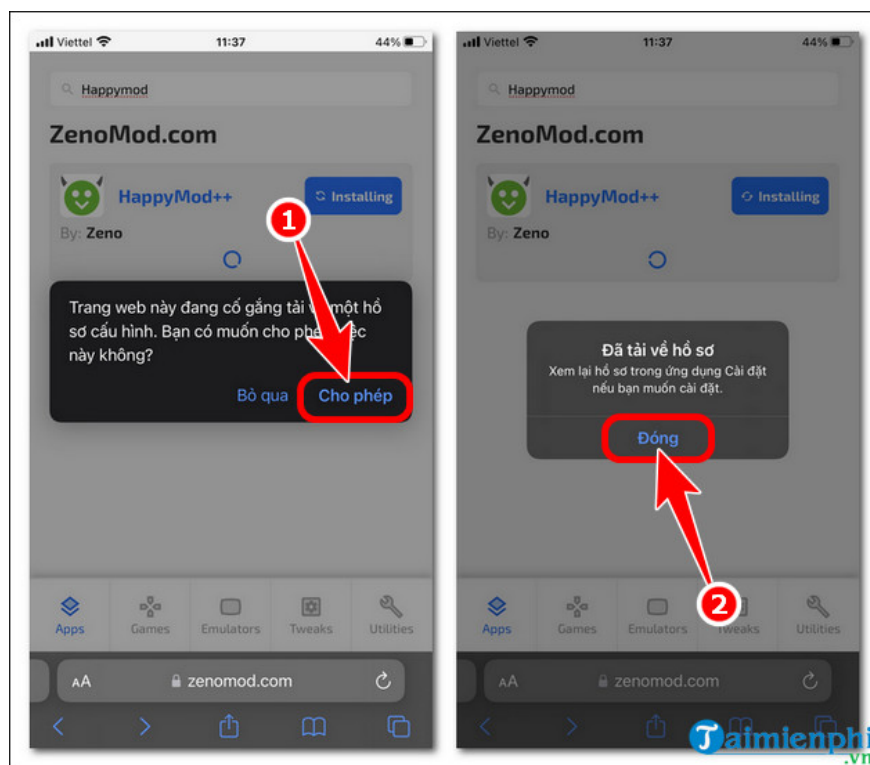 Viettel
11:37
44%
Happymod
ZenoMod.com
HappyMod++
Installing
By: Zeno
1
Trang web này đang cố gắng tải về một hồ
sơ cấu hình. Bạn có muốn cho phép
này không?
Bỏ qua
Cho phép
Apps
Games
Emulators
Tweaks
Utilities
AA
zenomod.com
Viettel
11:37
44%
Happymod
ZenoMod.com
HappyMod++
Installing
By: Zeno
Đã tải về hồ sơ
Xem lại hồ sơ trong ứng dụng Cài đặt
nếu bạn muốn cài đặt.
Đóng
2
Apps
Games
Emulators
Tweaks
Utilities
AA
zenomod.com
Taimienphi
.vn